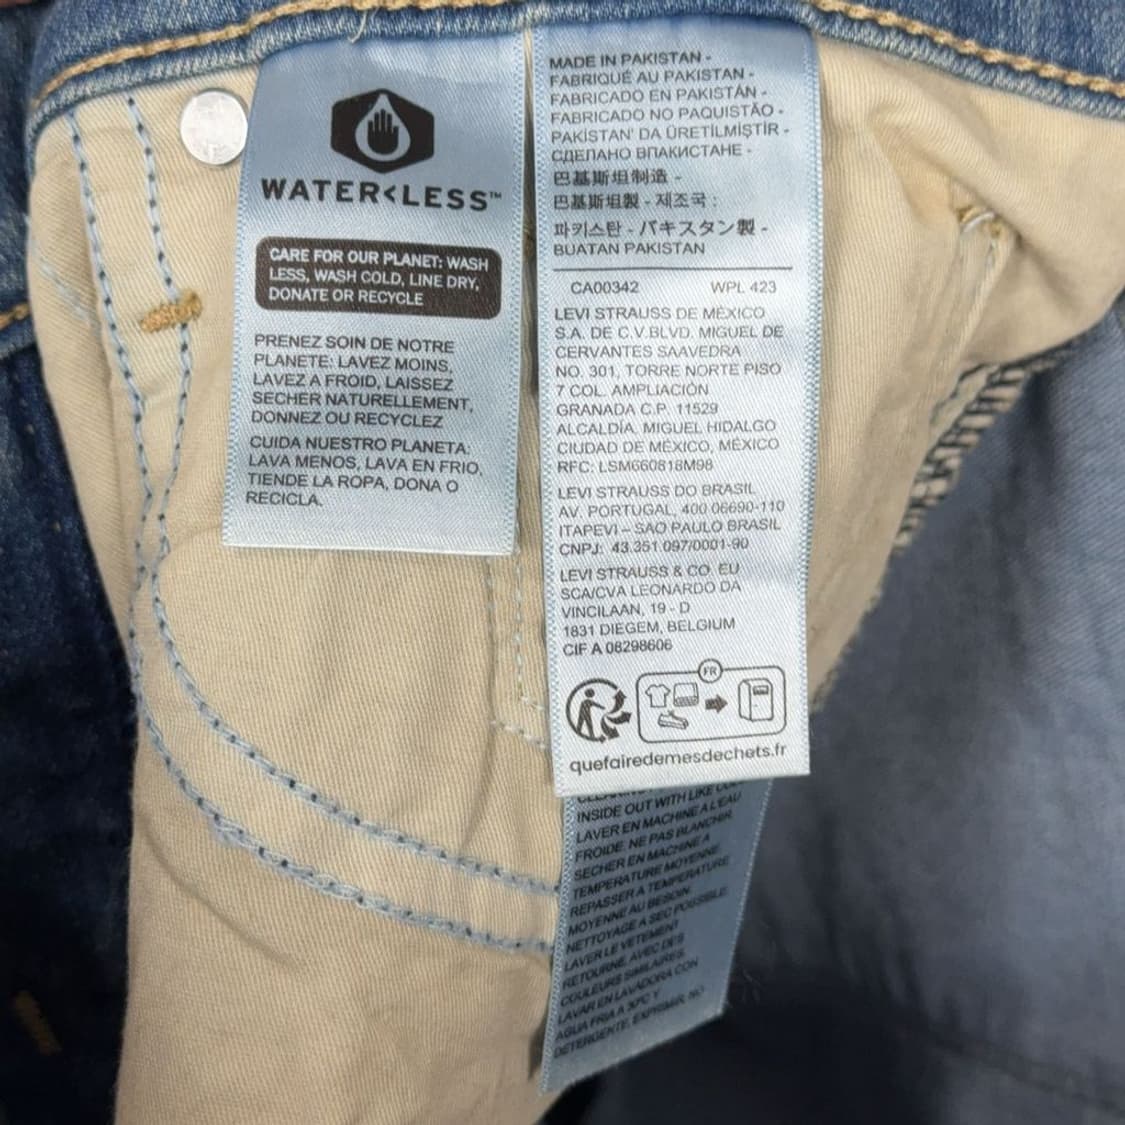 WATER<LESS™
CARE FOR OUR PLANET: WASH
LESS, WASH COLD, LINE DRY,
DONATE OR RECYCLE
PRENEZ SOIN DE NOTRE
PLANETE: LAVEZ MOINS,
LAVEZ A FROID, LAISSEZ
SECHER NATURELLEMENT,
DONNEZ OU RECYCLEZ
CUIDA NUESTRO PLANETA:
LAVA MENOS, LAVA EN FRIO,
TIENDE LA ROPA, DONA O
RECICLA.
MADE IN PAKISTAN -
FABRIQUÉ AU PAKISTAN -
FABRICADO EN PAKISTÁN -
FABRICADO NO PAQUISTÃO -
PAKİSTAN' DA ÜRETİLMİŞTİR -
СДЕЛАНО ВПАКИСТАНЕ -
巴基斯坦制造 -
巴基斯坦製 - 제조국 :
파키스탄 - パキスタン製 -
BUATAN PAKISTAN
CA00342 WPL 423
LEVI STRAUSS DE MÉXICO
S.A. DE C.V.BLVD. MIGUEL DE
CERVANTES SAAVEDRA
NO. 301, TORRE NORTE PISO
7 COL. AMPLIACIÓN
GRANADA C.P. 11529
ALCALDÍA. MIGUEL HIDALGO
CIUDAD DE MÉXICO, MÉXICO
RFC: LSM660818M98
LEVI STRAUSS DO BRASIL
AV. PORTUGAL, 400 06690-110
ITAPEVI – SAO PAULO BRASIL
CNPJ: 43.351.097/0001-90
LEVI STRAUSS & CO. EU
SCA/CVA LEONARDO DA
VINCILAAN, 19 - D
1831 DIEGEM, BELGIUM
CIF A 08298606
FR
quefairedemesdechets.fr
INSIDE OUT WITH LIKE
LAVER EN MACHINE A L'EAU
FROIDE. NE PAS BLANCHIR.
SECHER EN MACHINE A
TEMPERATURE MOYENNE.
REPASSER A TEMPERATURE
MOYENNE AU BESOIN.
NETTOYAGE A SEC POSSIBLE.
LAVER LE VETEMENT
RETOURNE, AVEC DES
COULEURS SIMILAIRES.
LAVAR EN LAVADORA CON
AGUA FRIA A 30ºC Y
DETERGENTE, EXPRIMIR, NO